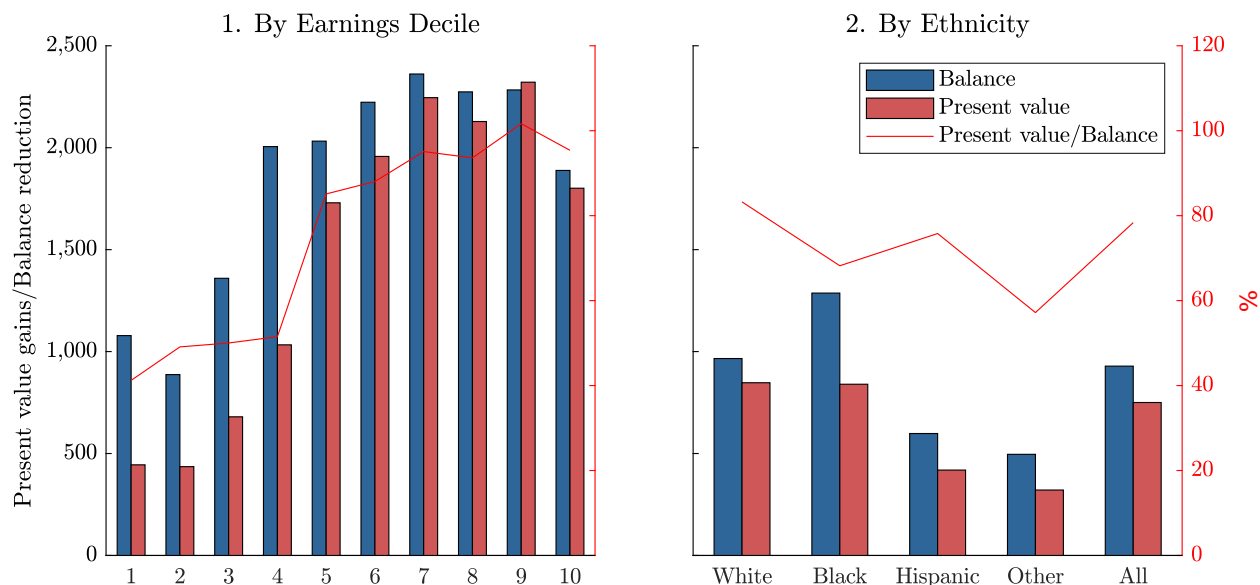 1. By Earnings Decile
2. By Ethnicity
Present value gains/Balance reduction
2,500
2,000
1,500
1,000
500
0
1 2 3 4 5 6 7 8 9 10
Balance
Present value
Present value/Balance
120
100
80
60
40
20
0
%
White Black Hispanic Other All